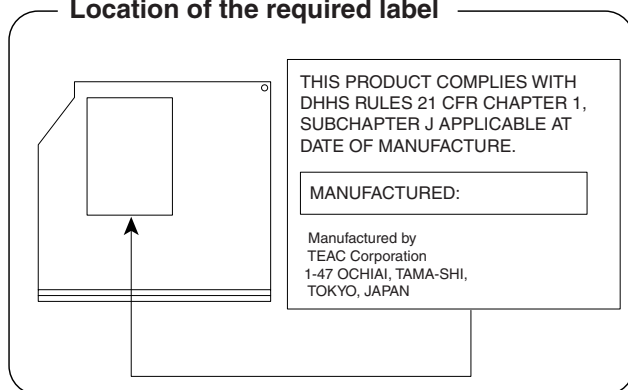 Location of the required label
THIS PRODUCT COMPLIES WITH
DHHS RULES 21 CFR CHAPTER 1,
SUBCHAPTER J APPLICABLE AT
DATE OF MANUFACTURE.
MANUFACTURED:
Manufactured by
TEAC Corporation
1-47 OCHIAI, TAMA-SHI,
TOKYO, JAPAN